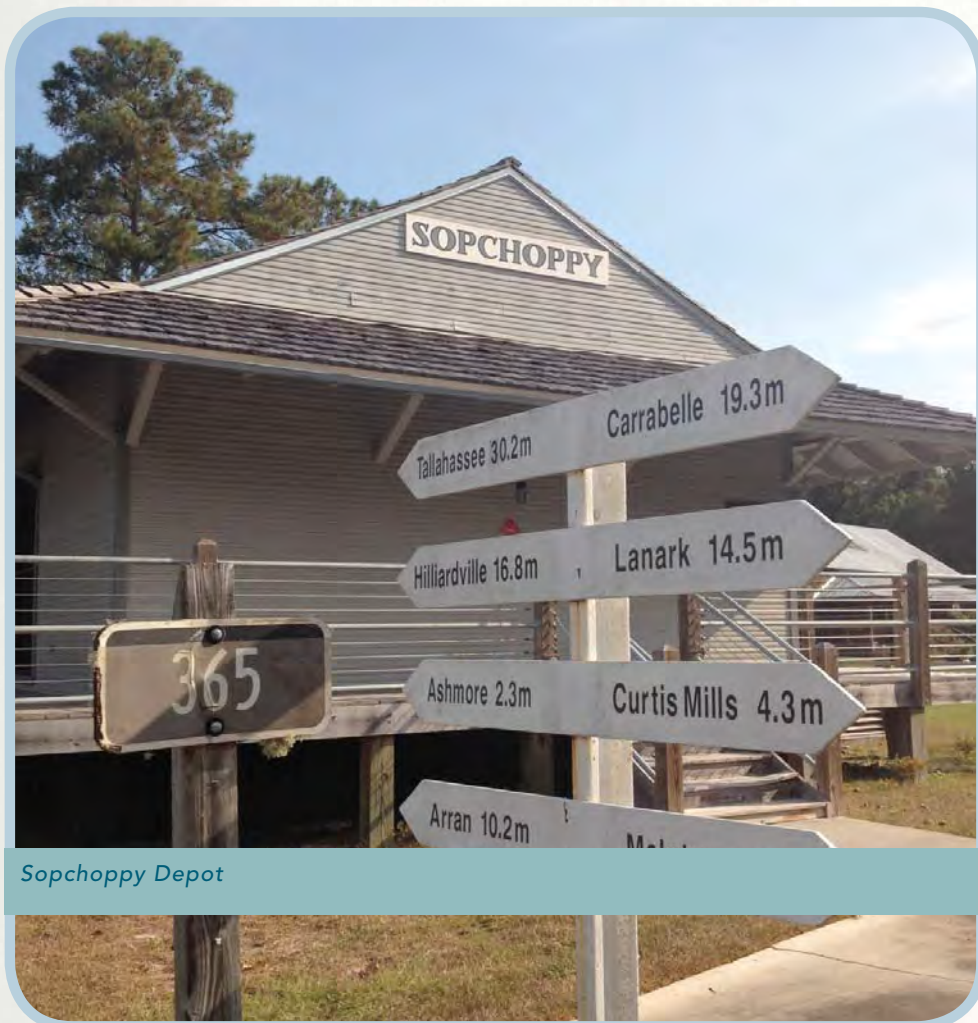 SOPCHOPPY
Tallahassee 30.2m Carrabelle 19.3m
Hilliardville 16.8m Lanark 14.5m
365
Ashmore 2.3m Curtis Mills 4.3m
Arran 10.2m
Sopchoppy Depot